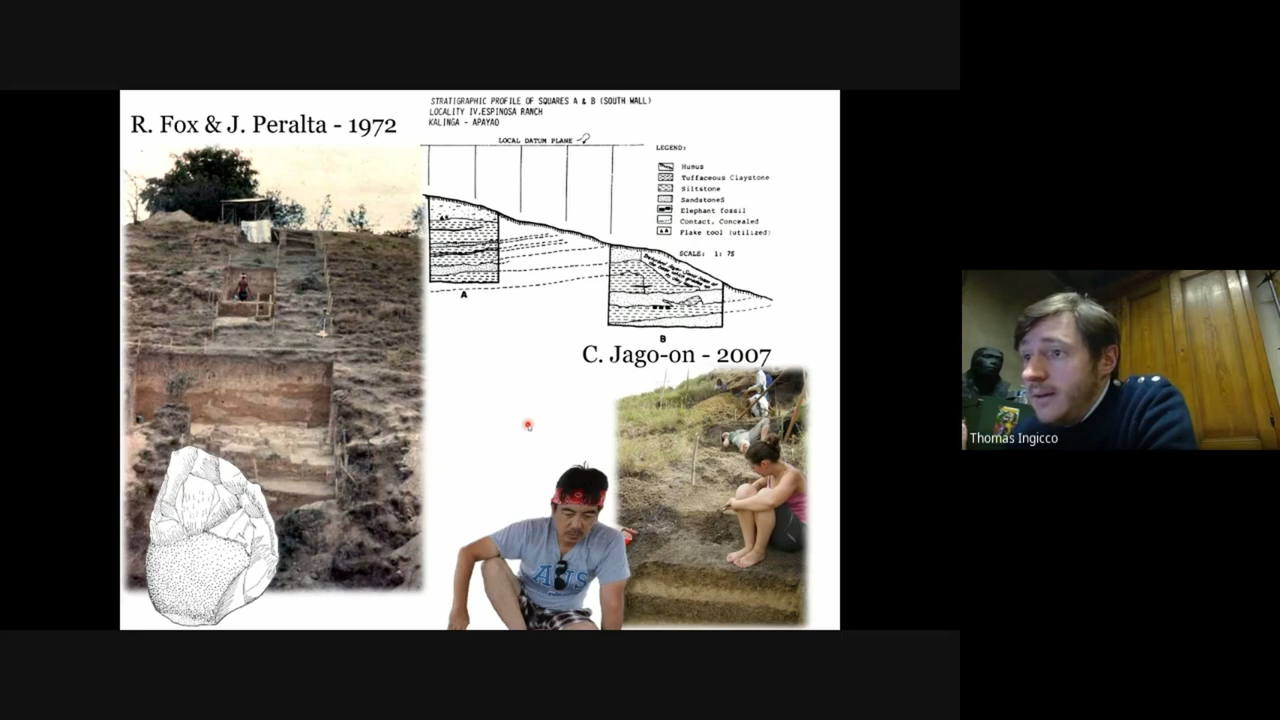 R. Fox & J. Peralta - 1972
STRATIGRAPHIC PROFILE OF SQUARES A & B (SOUTH WALL)
LOCALITY IV, ESPINOSA RANCH
KALINGA - APAYAO
LOCAL DATUM PLANE
LEGEND:
Humus
Tuffaceous Claystone
Siltstone
Sandstones
Elephant fossil
Contact, Concealed
Flake tool (utilized)
SCALE: 1: 75
A
B
C. Jago-on - 2007
Thomas Ingicco